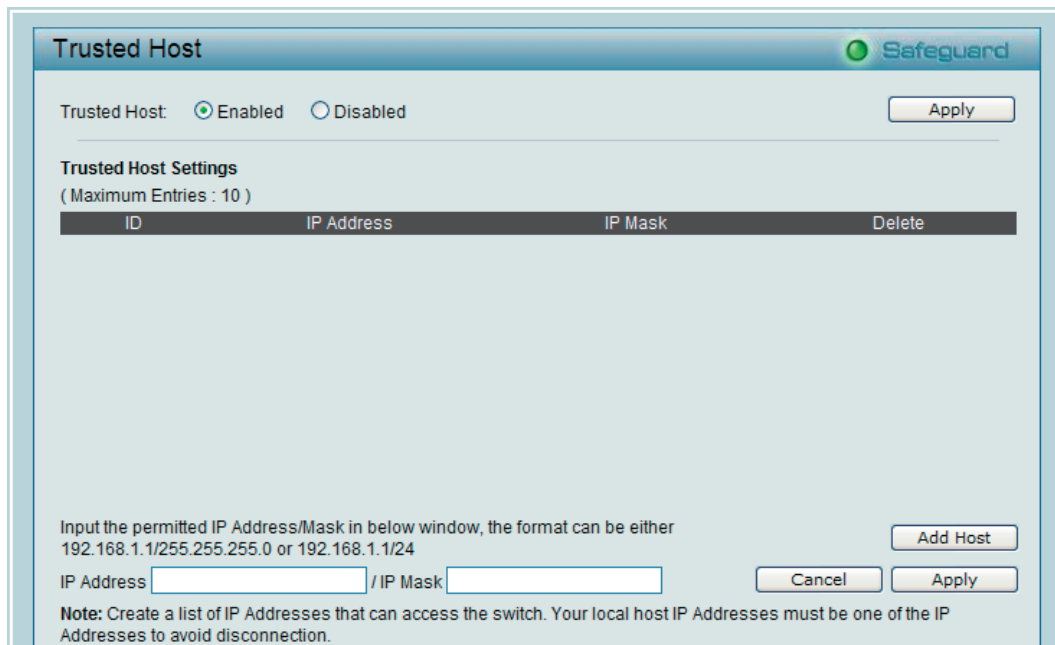 Trusted Host
Safeguard
Trusted Host: Enabled Disabled Apply
Trusted Host Settings
( Maximum Entries : 10 )
ID IP Address IP Mask Delete
Input the permitted IP Address/Mask in below window, the format can be either
192.168.1.1/255.255.255.0 or 192.168.1.1/24
Add Host
IP Address / IP Mask Cancel Apply
Note: Create a list of IP Addresses that can access the switch. Your local host IP Addresses must be one of the IP
Addresses to avoid disconnection.